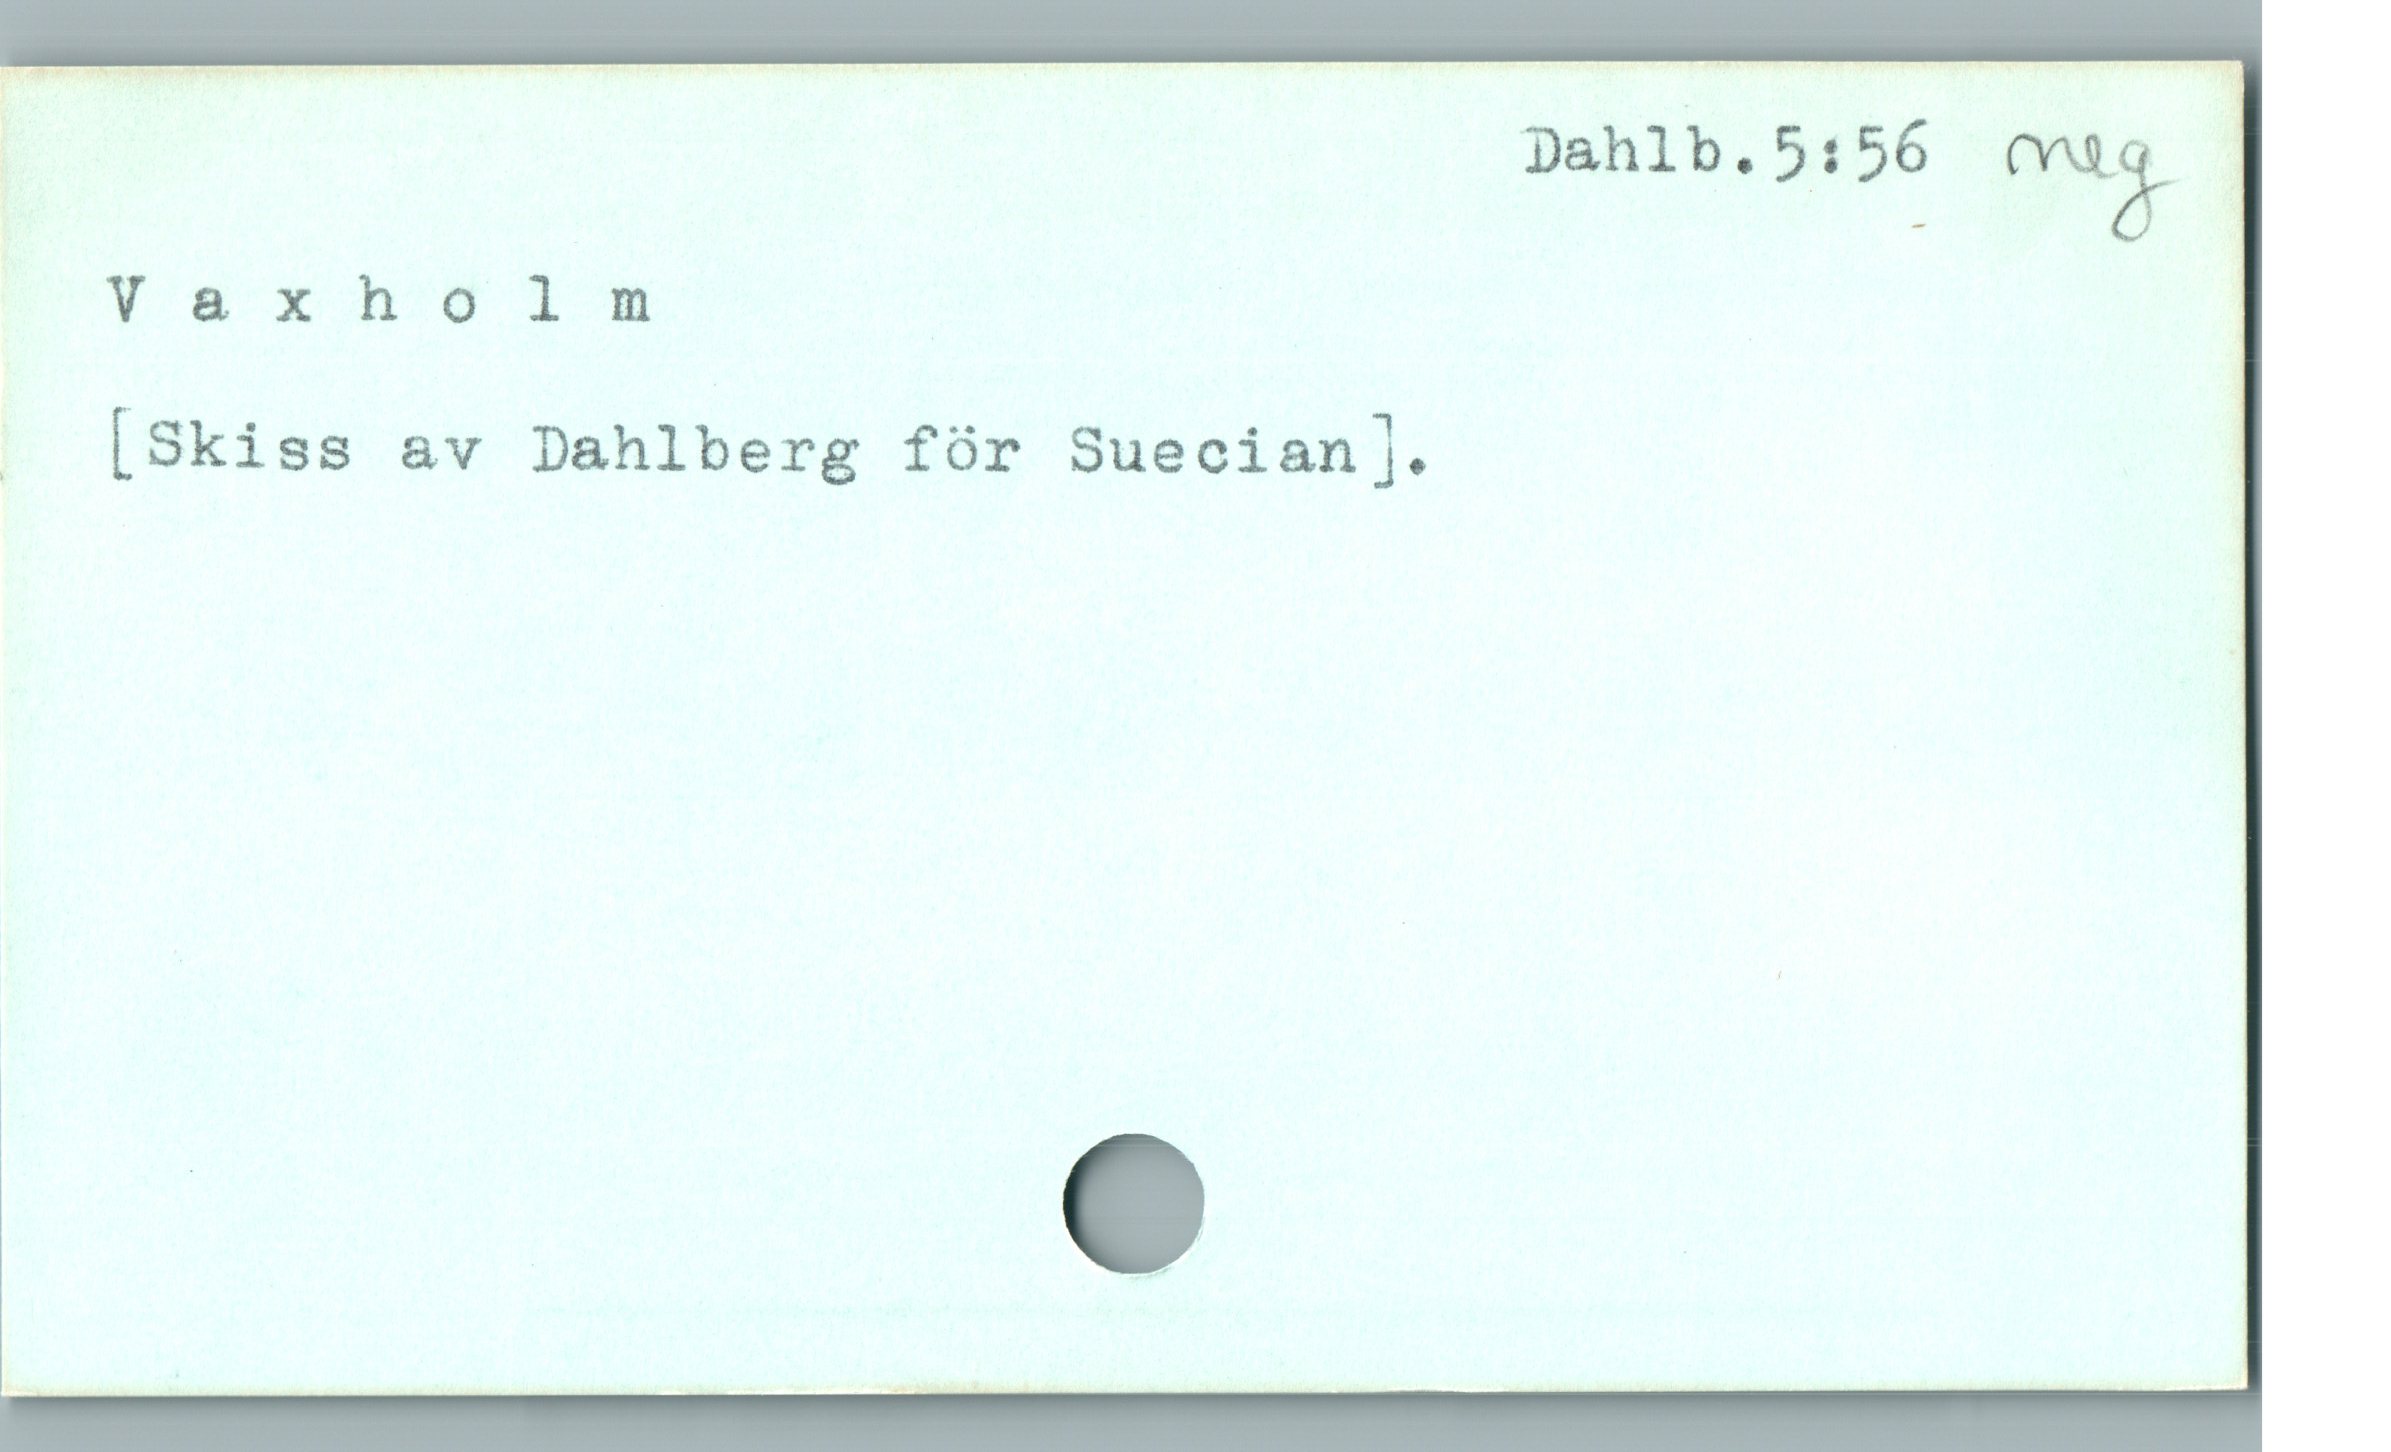 Dahlb.5:56 neg
V a x h o l m
[Skiss av Dahlberg för Suecian].